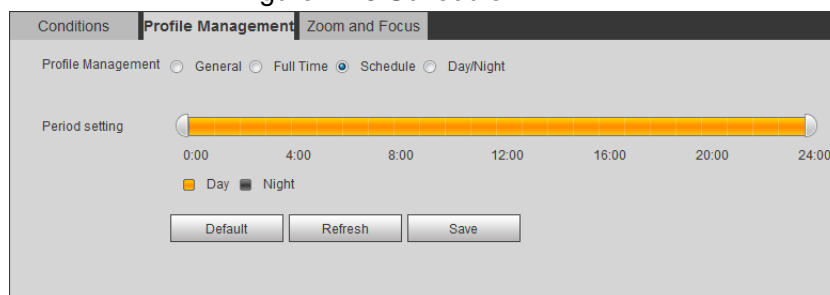 Conditions Profile Management Zoom and Focus
Profile Management General Full Time Schedule Day/Night
Period setting
0:00 4:00 8:00 12:00 16:00 20:00 24:00
Day Night
Default Refresh Save